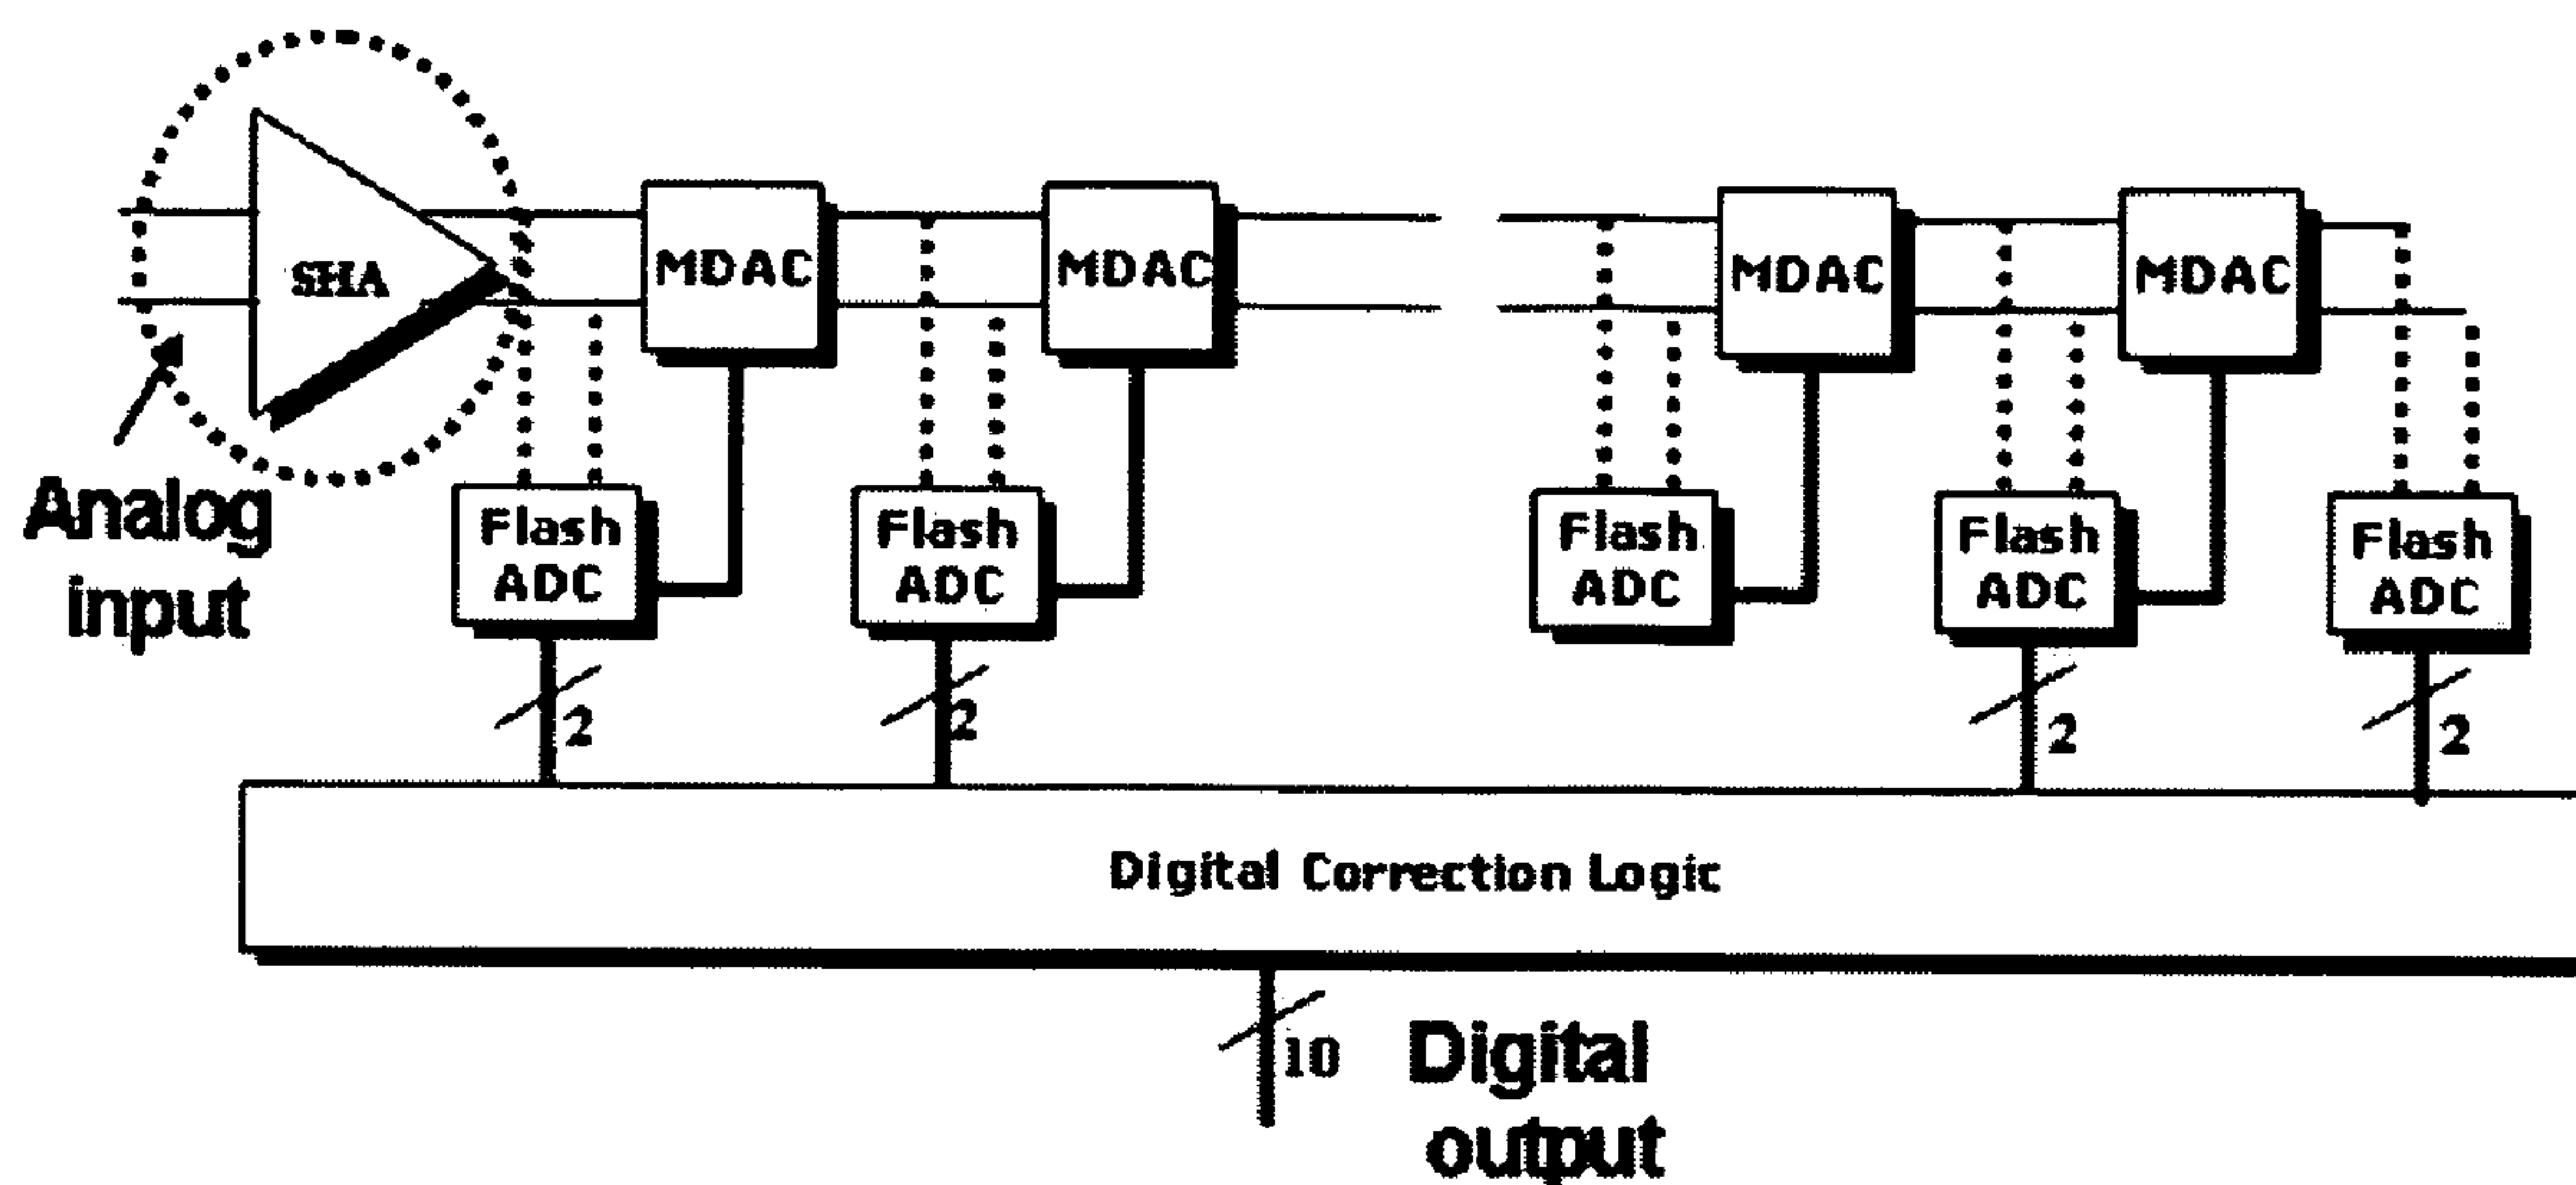 SHA
MDAC
MDAC
MDAC
MDAC
Analog
input
Flash
ADC
Flash
ADC
Flash
ADC
Flash
ADC
Flash
ADC
2
2
2
2
Digital Correction Logic
10
Digital
output